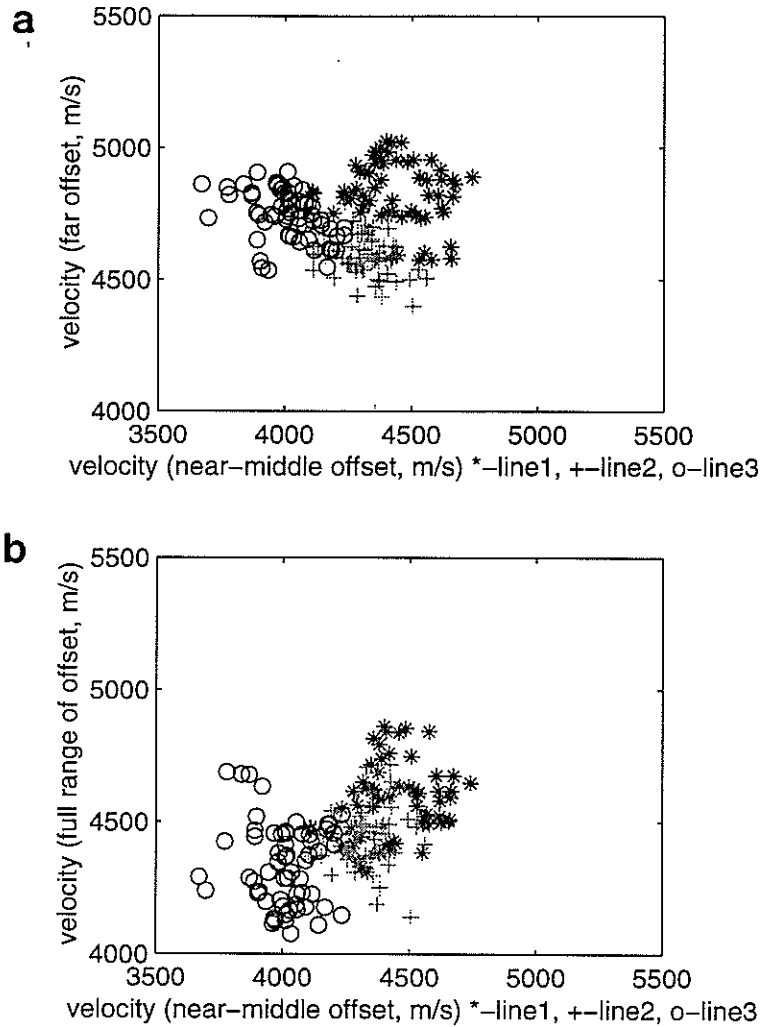 a
5500
5000
4500
4000
velocity (far offset, m/s)
3500 4000 4500 5000 5500
velocity (near–middle offset, m/s) *–line1, +–line2, o–line3
b
5500
5000
4500
4000
velocity (full range of offset, m/s)
3500 4000 4500 5000 5500
velocity (near–middle offset, m/s) *–line1, +–line2, o–line3